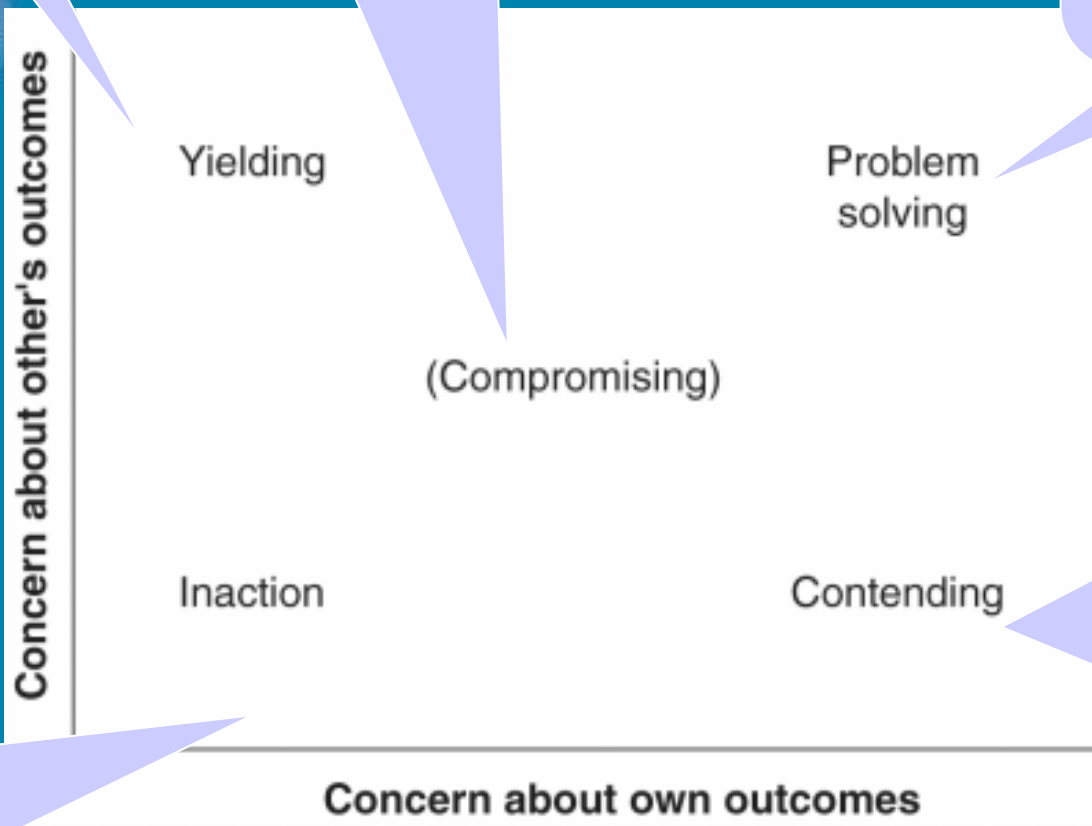 Concern about other's outcomes
Yielding
Problem
solving
(Compromising)
Inaction
Contending
Concern about own outcomes